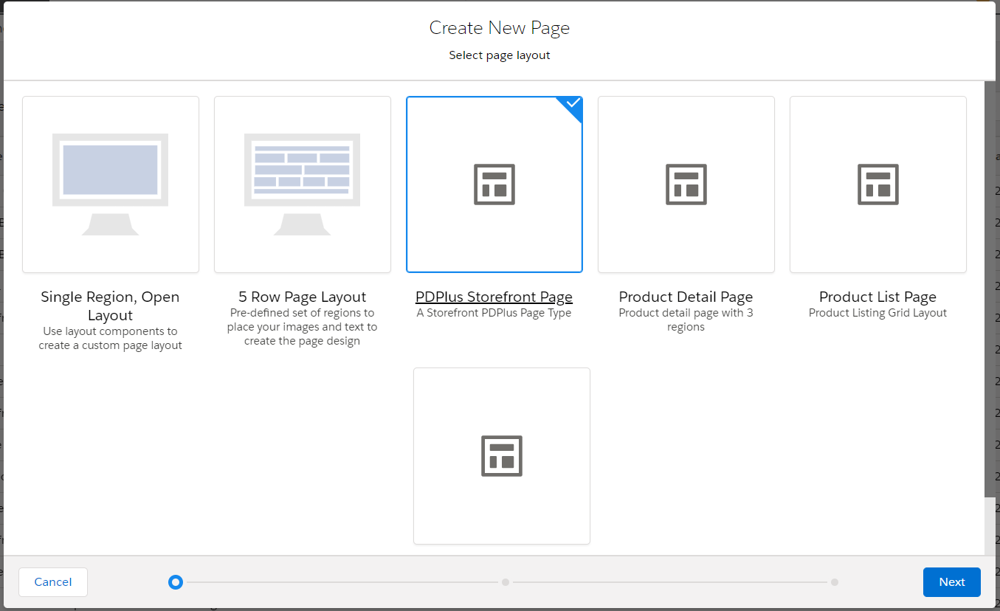 Create New Page
Select page layout
Single Region, Open
Layout
Use layout components to
create a custom page layout
5 Row Page Layout
Pre-defined set of regions to
place your images and text to
create the page design
PDPlus Storefront Page
A Storefront PDPlus Page Type
Product Detail Page
Product detail page with 3
regions
Product List Page
Product Listing Grid Layout
Cancel
Next